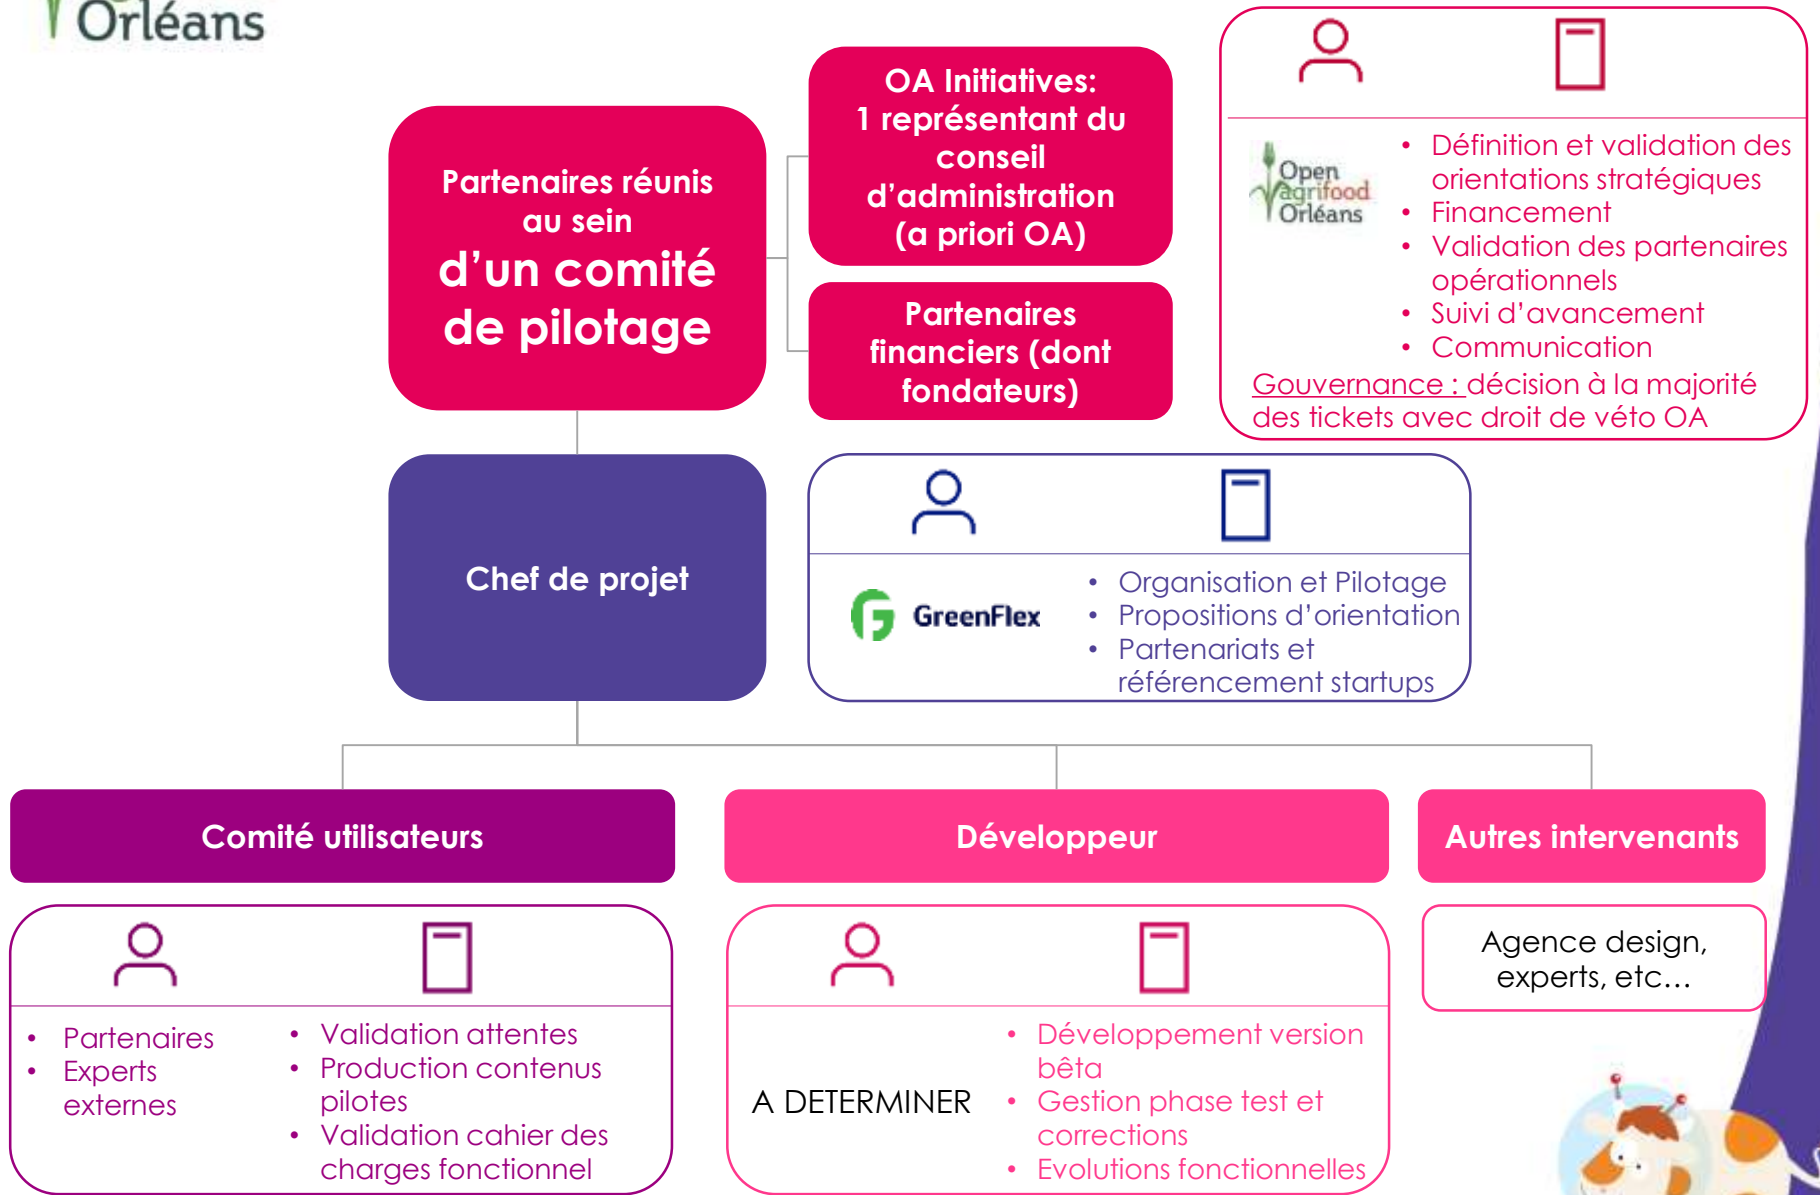 Orléans
Partenaires réunis
au sein
d'un comité
de pilotage
OA Initiatives:
1 représentant du
conseil
d'administration
(a priori OA)
Partenaires
financiers (dont
fondateurs)
Open
agrifood
Orléans
• Définition et validation des
orientations stratégiques
• Financement
• Validation des partenaires
opérationnels
• Suivi d'avancement
• Communication
Gouvernance : décision à la majorité
des tickets avec droit de véto OA
Chef de projet
GreenFlex
• Organisation et Pilotage
• Propositions d'orientation
• Partenariats et
référencement startups
Comité utilisateurs
• Partenaires
• Experts
externes
• Validation attentes
• Production contenus
pilotes
• Validation cahier des
charges fonctionnel
Développeur
A DETERMINER
• Développement version
bêta
• Gestion phase test et
corrections
• Evolutions fonctionnelles
Autres intervenants
Agence design,
experts, etc…